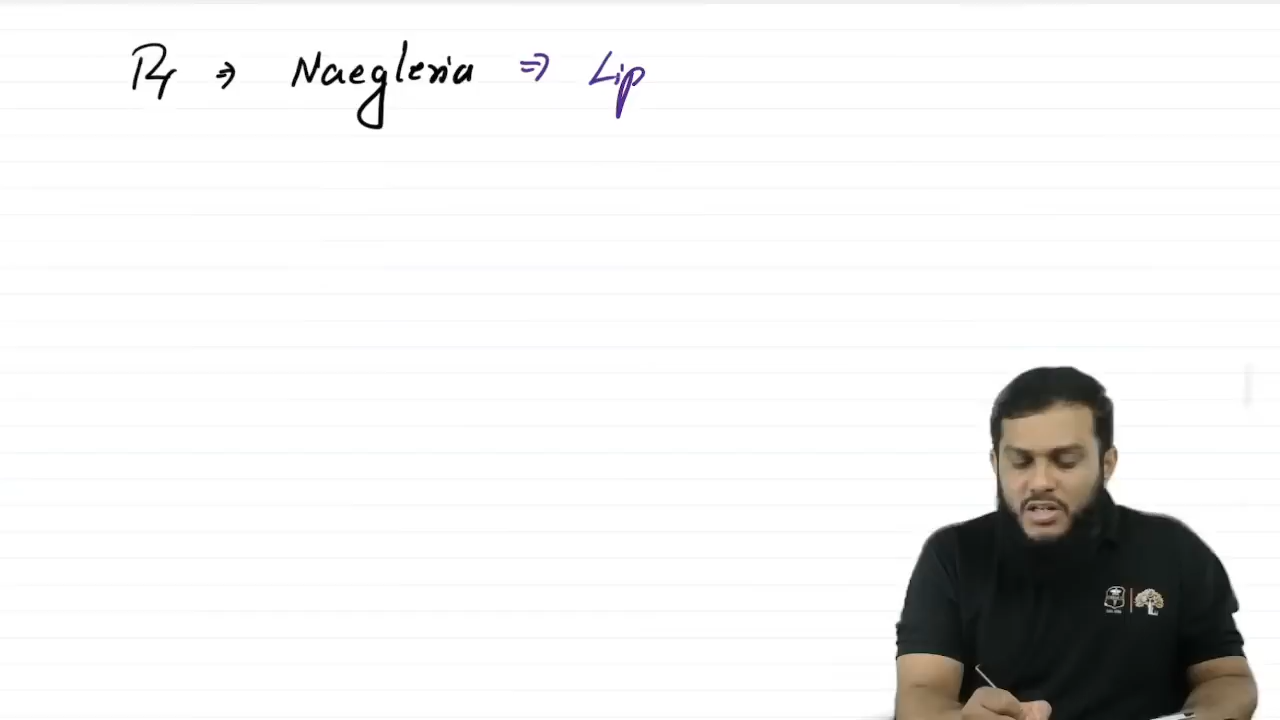 Rx ⇒ Naegleria ⇒ Lip